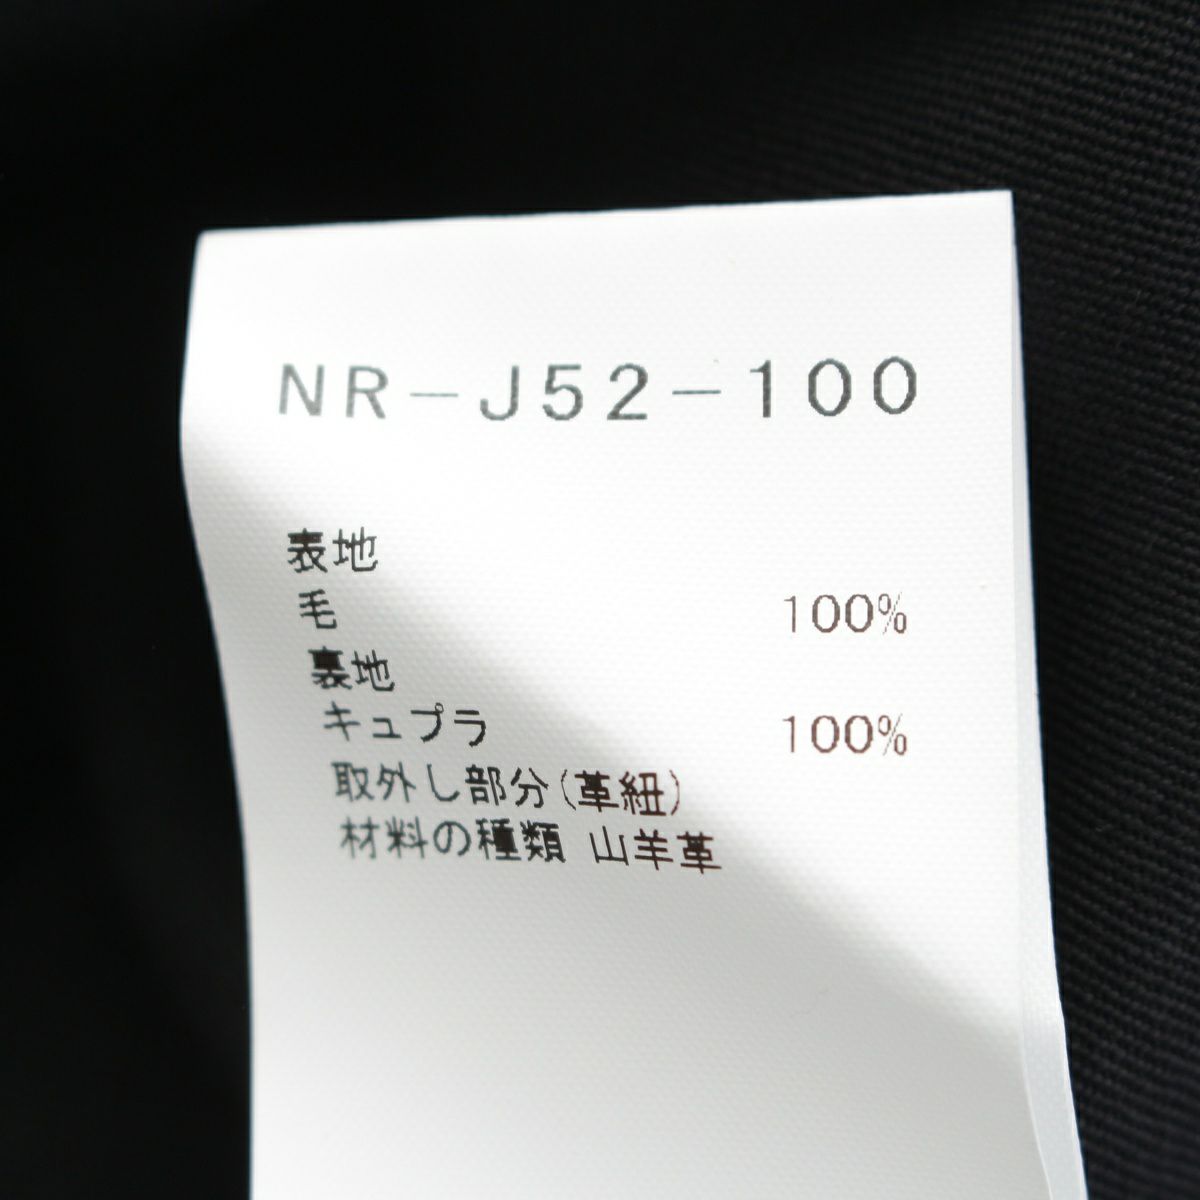 NR-J52-100
表地
毛 100%
裏地
キュプラ 100%
取外し部分(革紐)
材料の種類 山羊革